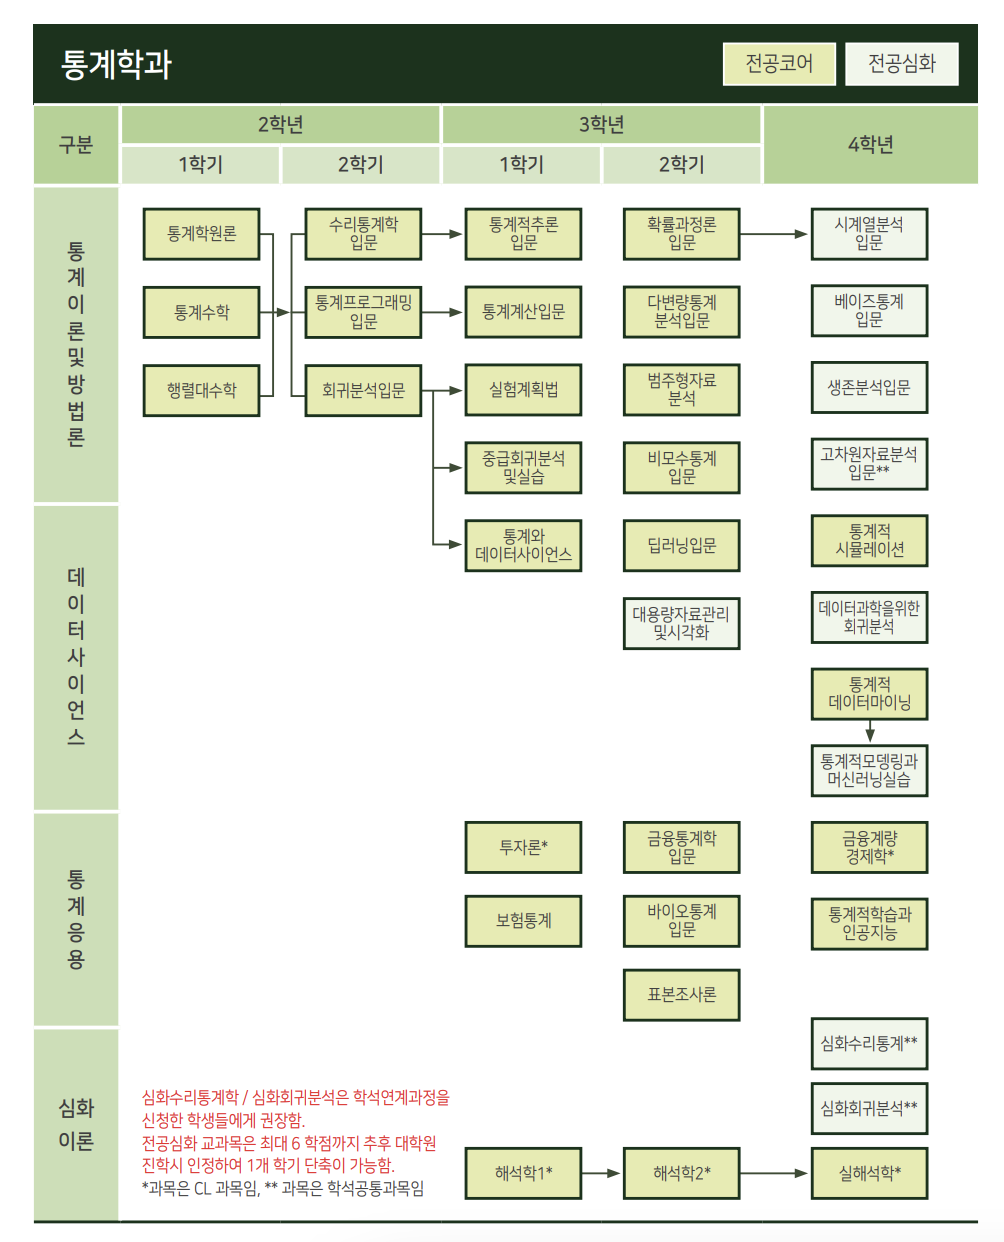 통계학과
전공코어
전공심화
구분
2학년
3학년
4학년
1학기
2학기
1학기
2학기
통
계
이
론
및
방
법
론
통계학원론
수리통계학
입문
통계적추론
입문
확률과정론
입문
시계열분석
입문
통계수학
통계프로그래밍
입문
통계계산입문
다변량통계
분석입문
베이즈통계
입문
행렬대수학
회귀분석입문
실험계획법
범주형자료
분석
생존분석입문
중급회귀분석
및실습
비모수통계
입문
고차원자료분석
입문**
데
이
터
사
이
언
스
통계와
데이터사이언스
딥러닝입문
통계적
시뮬레이션
대용량자료관리
및시각화
데이터과학을위한
회귀분석
통계적
데이터마이닝
통계적모델링과
머신러닝실습
통
계
응
용
투자론*
금융통계학
입문
금융계량
경제학*
보험통계
바이오통계
입문
통계적학습과
인공지능
표본조사론
심화
이론
심화수리통계**
심화회귀분석**
심화수리통계학 / 심화회귀분석은 학석연계과정을
신청한 학생들에게 권장함.
전공심화 교과목은 최대 6 학점까지 추후 대학원
진학시 인정하여 1개 학기 단축이 가능함.
*과목은 CL 과목임, ** 과목은 학석공통과목임
해석학1*
해석학2*
실해석학*